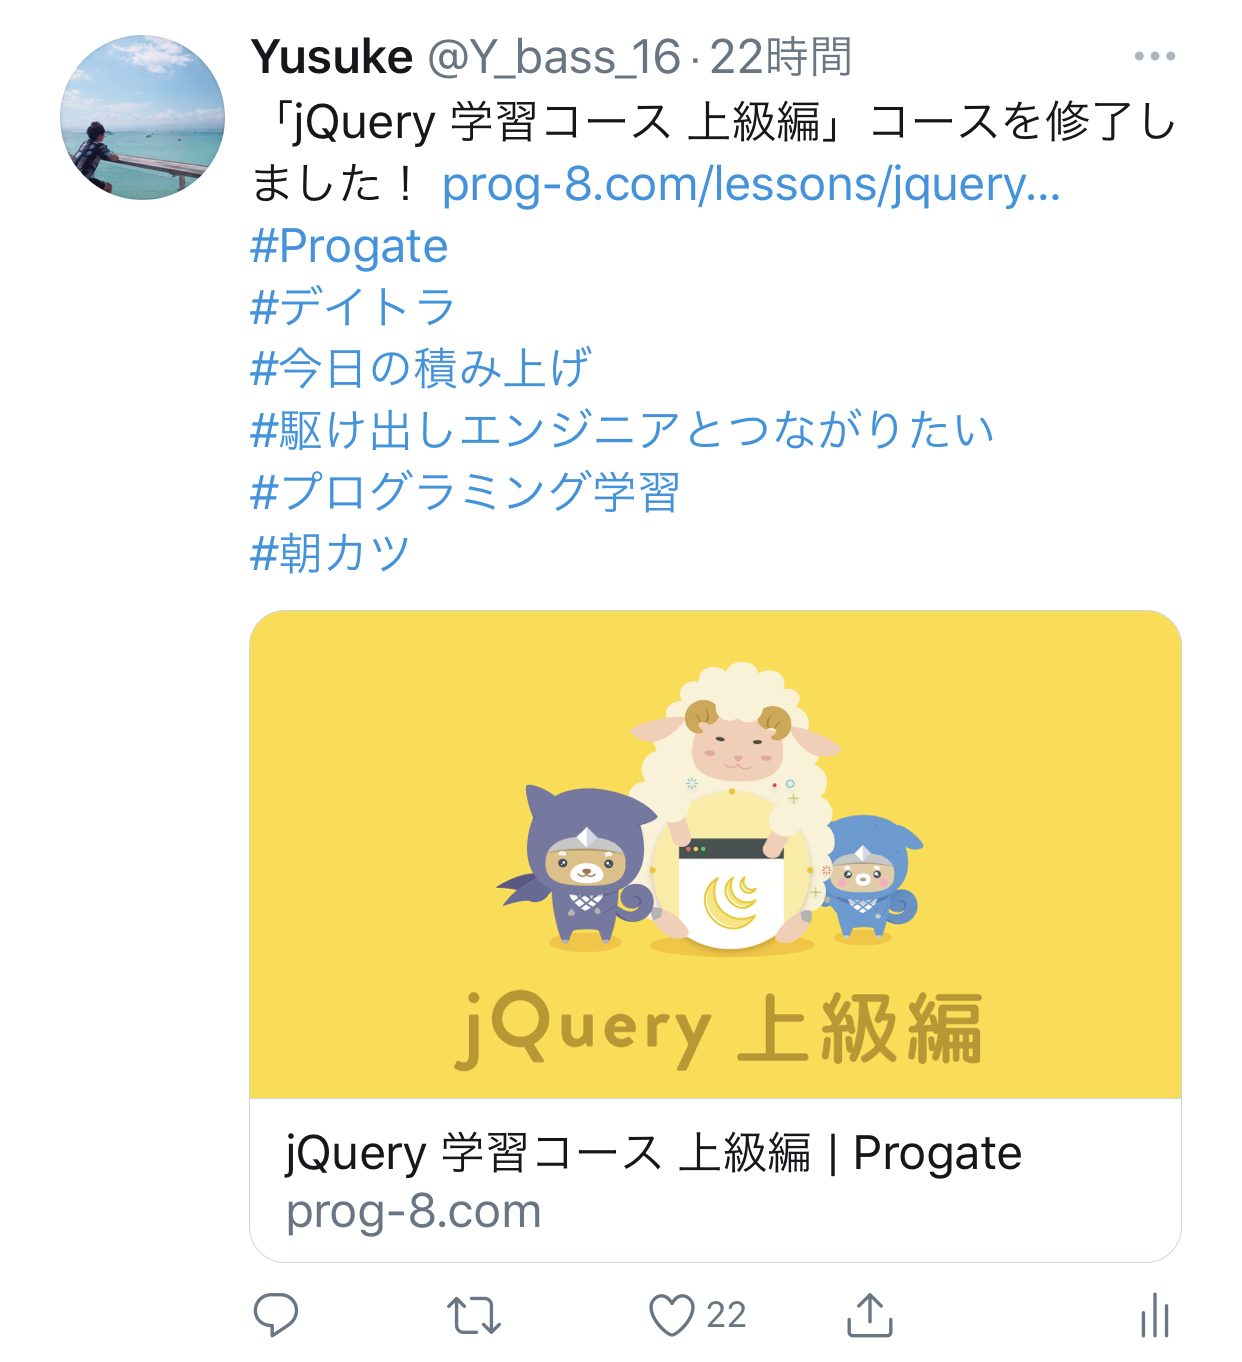 Yusuke @Y_bass_16 · 22時間
「jQuery 学習コース 上級編」コースを修了し
ました！ prog-8.com/lessons/jquery…
#Progate
#デイトラ
#今日の積み上げ
#駆け出しエンジニアとつながりたい
#プログラミング学習
#朝カツ
jQuery 上級編
jQuery 学習コース 上級編 | Progate
prog-8.com
22